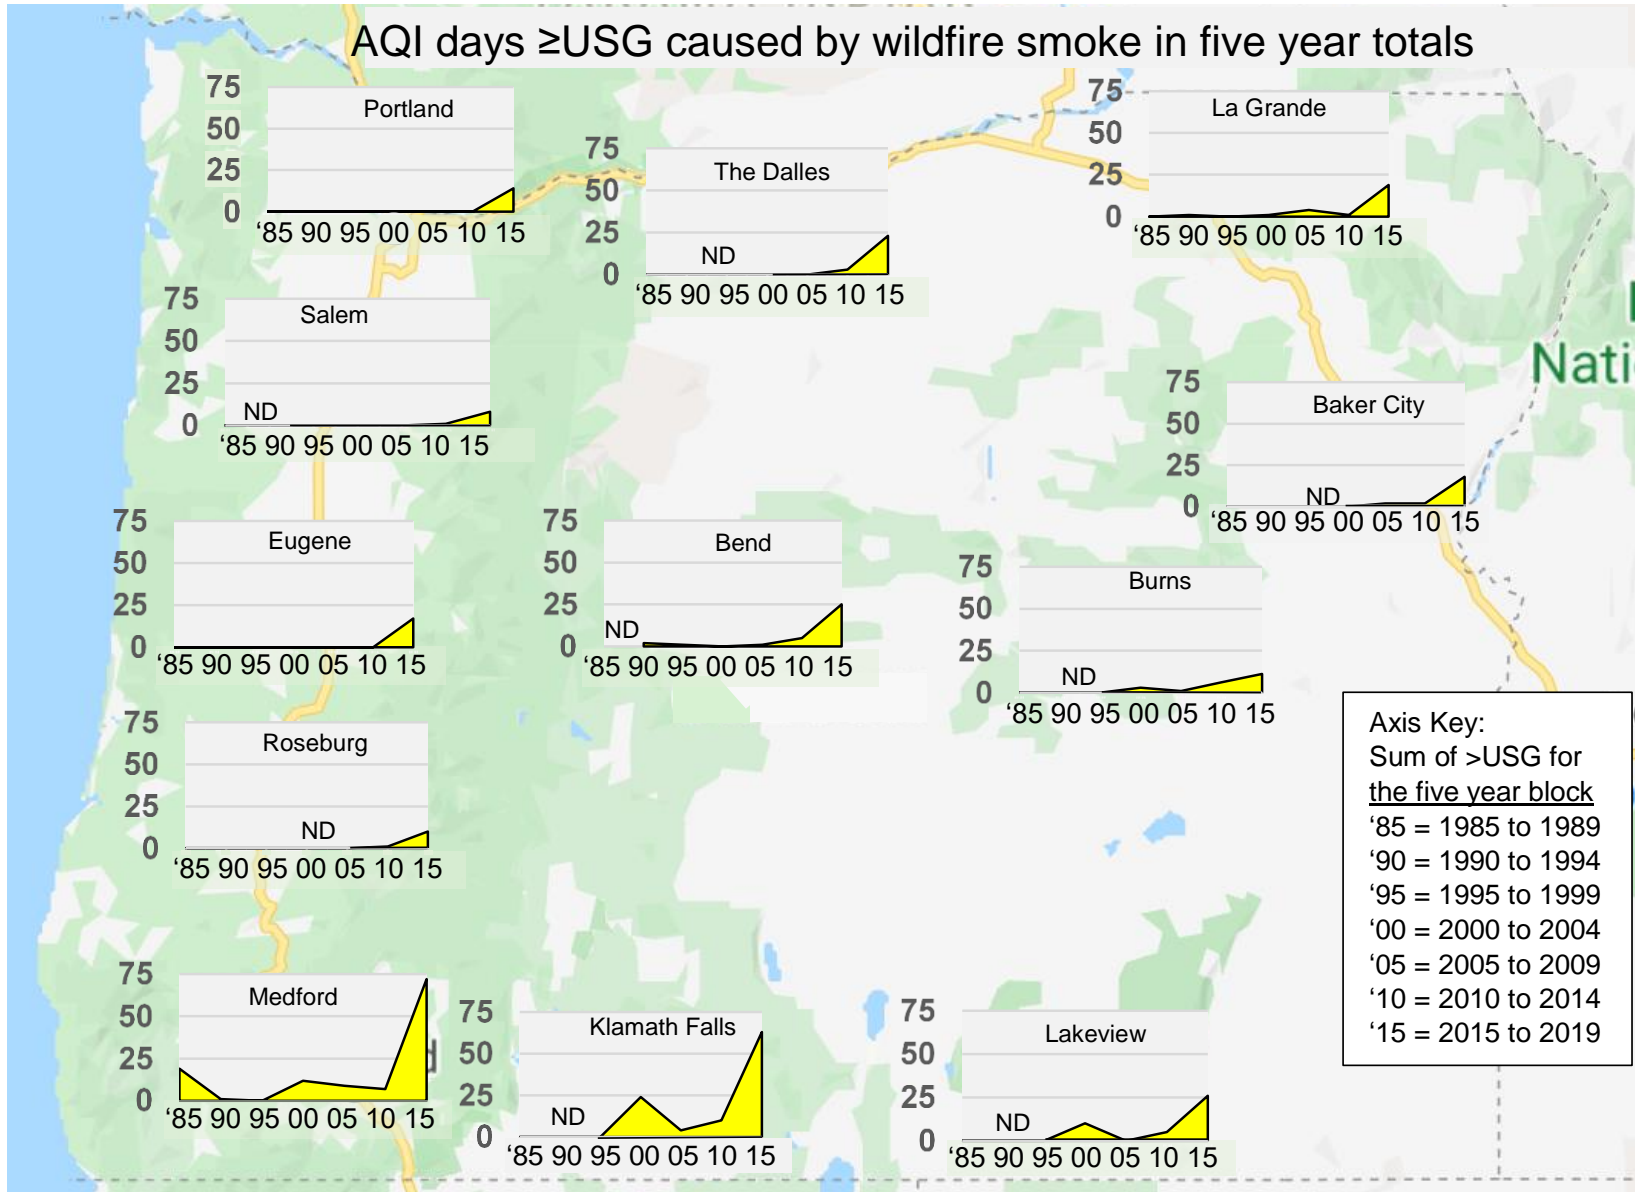 AQI days ≥USG caused by wildfire smoke in five year totals
75
50
25
0
Portland
‘85 90 95 00 05 10 15
75
50
25
0
The Dalles
ND
‘85 90 95 00 05 10 15
75
50
25
0
La Grande
‘85 90 95 00 05 10 15
75
50
25
0
Salem
ND
‘85 90 95 00 05 10 15
Nati
75
50
25
0
Baker City
ND
‘85 90 95 00 05 10 15
75
50
25
0
Eugene
‘85 90 95 00 05 10 15
75
50
25
0
Bend
ND
‘85 90 95 00 05 10 15
75
50
25
0
Burns
ND
‘85 90 95 00 05 10 15
75
50
25
0
Roseburg
ND
‘85 90 95 00 05 10 15
Axis Key:
Sum of >USG for
the five year block
‘85 = 1985 to 1989
‘90 = 1990 to 1994
‘95 = 1995 to 1999
‘00 = 2000 to 2004
‘05 = 2005 to 2009
‘10 = 2010 to 2014
‘15 = 2015 to 2019
75
50
25
0
Medford
d
‘85 90 95 00 05 10 15
75
50
25
0
Klamath Falls
ND
‘85 90 95 00 05 10 15
75
50
25
0
Lakeview
ND
‘85 90 95 00 05 10 15